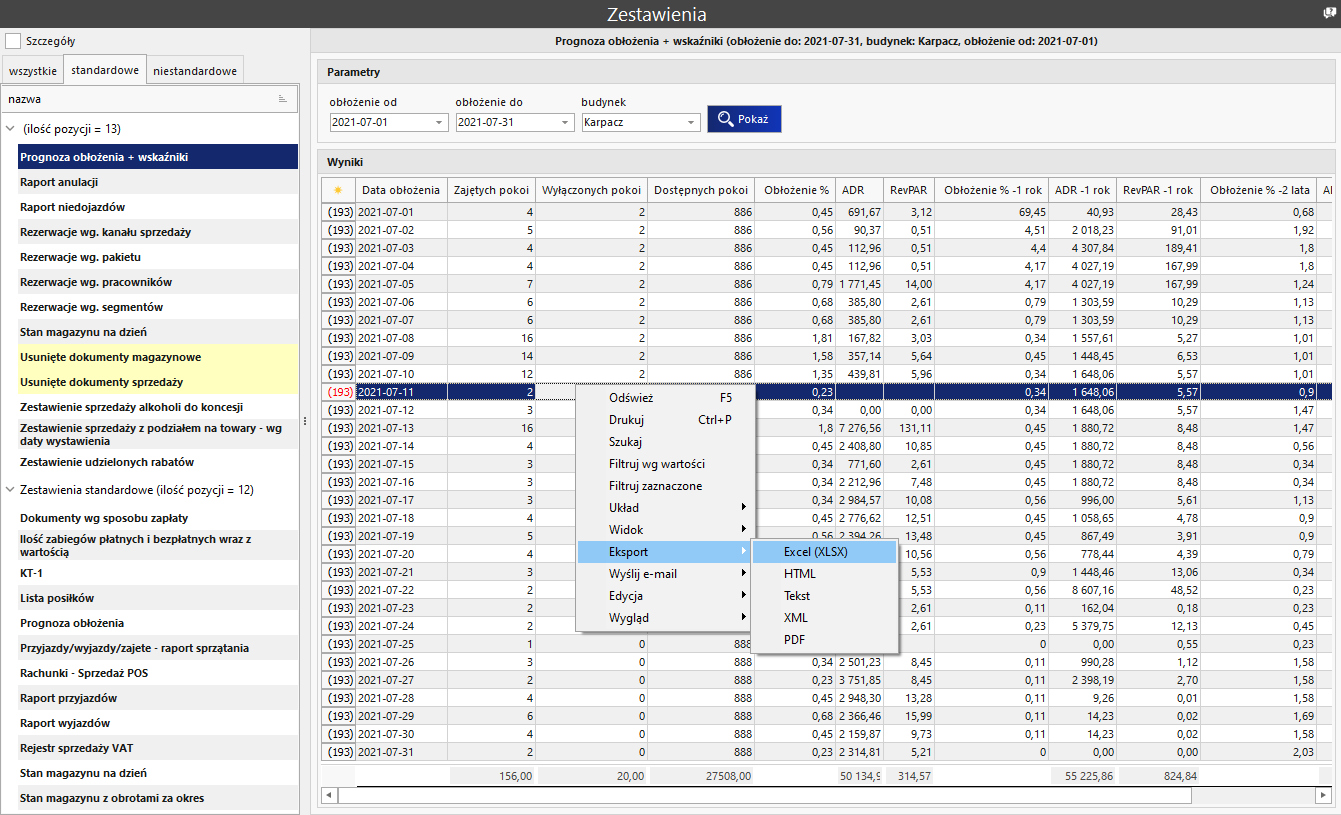 Zestawienia
Szczegóły
Prognoza obłożenia + wskaźniki (obłożenie do: 2021-07-31, budynek: Karpacz, obłożenie od: 2021-07-01)
wszystkie standardowe niestandardowe
nazwa
(ilość pozycji = 13)
Prognoza obłożenia + wskaźniki
Raport anulacji
Raport niedojazdów
Rezerwacje wg. kanału sprzedaży
Rezerwacje wg. pakietu
Rezerwacje wg. pracowników
Rezerwacje wg. segmentów
Stan magazynu na dzień
Usunięte dokumenty magazynowe
Usunięte dokumenty sprzedaży
Zestawienie sprzedaży alkoholi do koncesji
Zestawienie sprzedaży z podziałem na towary - wg
daty wystawienia
Zestawienie udzielonych rabatów
Zestawienia standardowe (ilość pozycji = 12)
Dokumenty wg sposobu zapłaty
Ilość zabiegów płatnych i bezpłatnych wraz z
wartością
KT-1
Lista posiłków
Prognoza obłożenia
Przyjazdy/wyjazdy/zajete - raport sprzątania
Rachunki - Sprzedaż POS
Raport przyjazdów
Raport wyjazdów
Rejestr sprzedaży VAT
Stan magazynu na dzień
Stan magazynu z obrotami za okres
Parametry
obłożenie od obłożenie do budynek
2021-07-01 2021-07-31 Karpacz Pokaż
Wyniki
Data obłożenia Zajętych pokoi Wyłączonych pokoi Dostępnych pokoi Obłożenie % ADR RevPAR Obłożenie % -1 rok ADR -1 rok RevPAR -1 rok Obłożenie % -2 lata
(193) 2021-07-01 4 2 886 0,45 691,67 3,12 69,45 40,93 28,43 0,68
(193) 2021-07-02 5 2 886 0,56 90,37 0,51 4,51 2 018,23 91,01 1,92
(193) 2021-07-03 4 2 886 0,45 112,96 0,51 4,4 4 307,84 189,41 1,8
(193) 2021-07-04 4 2 886 0,45 112,96 0,51 4,17 4 027,19 167,99 1,8
(193) 2021-07-05 7 2 886 0,79 1 771,45 14,00 4,17 4 027,19 167,99 1,24
(193) 2021-07-06 6 2 886 0,68 385,80 2,61 0,79 1 303,59 10,29 1,13
(193) 2021-07-07 6 2 886 0,68 385,80 2,61 0,79 1 303,59 10,29 1,13
(193) 2021-07-08 16 2 886 1,81 167,82 3,03 0,34 1 557,61 5,27 1,01
(193) 2021-07-09 14 2 886 1,58 357,14 5,64 0,45 1 448,45 6,53 1,01
(193) 2021-07-10 12 2 886 1,35 439,81 5,96 0,34 1 648,06 5,57 1,01
(193) 2021-07-11 2 0,23 0,34 1 648,06 5,57 0,9
(193) 2021-07-12 3 0,34 0,00 0,00 0,34 1 648,06 5,57 1,47
(193) 2021-07-13 16 1,8 7 276,56 131,11 0,45 1 880,72 8,48 1,47
(193) 2021-07-14 4 0,45 2 408,80 10,85 0,45 1 880,72 8,48 0,56
(193) 2021-07-15 3 0,34 771,60 2,61 0,45 1 880,72 8,48 0,34
(193) 2021-07-16 3 0,34 2 212,96 7,48 0,45 1 880,72 8,48 0,34
(193) 2021-07-17 3 0,34 2 984,57 10,08 0,56 996,00 5,61 1,13
(193) 2021-07-18 4 0,45 2 776,62 12,51 0,45 1 058,65 4,78 0,9
(193) 2021-07-19 5 0,56 2 394,26 13,48 0,45 867,49 3,91 0,9
(193) 2021-07-20 4 10,56 0,56 778,44 4,39 0,79
(193) 2021-07-21 3 5,53 0,9 1 448,46 13,06 0,34
(193) 2021-07-22 2 5,53 0,56 8 607,16 48,52 0,23
(193) 2021-07-23 2 2,61 0,11 162,04 0,18 0,23
(193) 2021-07-24 2 2,61 0,23 5 379,75 12,13 0,45
(193) 2021-07-25 1 0 888 0 0,00 0,55 0,23
(193) 2021-07-26 3 0 888 0,34 2 501,23 8,45 0,11 990,28 1,12 1,58
(193) 2021-07-27 2 0 888 0,23 3 751,85 8,45 0,11 2 398,19 2,70 1,58
(193) 2021-07-28 4 0 888 0,45 2 948,30 13,28 0,11 9,26 0,01 1,58
(193) 2021-07-29 6 0 888 0,68 2 366,46 15,99 0,11 14,23 0,02 1,69
(193) 2021-07-30 4 0 888 0,45 2 159,87 9,73 0,11 14,23 0,02 1,58
(193) 2021-07-31 2 0 888 0,23 2 314,81 5,21 0 0,00 0,00 2,03
156,00 20,00 27508,00 50 134,9 314,57 55 225,86 824,84
Odśwież F5
Drukuj Ctrl+P
Szukaj
Filtruj wg wartości
Filtruj zaznaczone
Układ
Widok
Eksport
Wyślij e-mail
Edycja
Wygląd
Excel (XLSX)
HTML
Tekst
XML
PDF